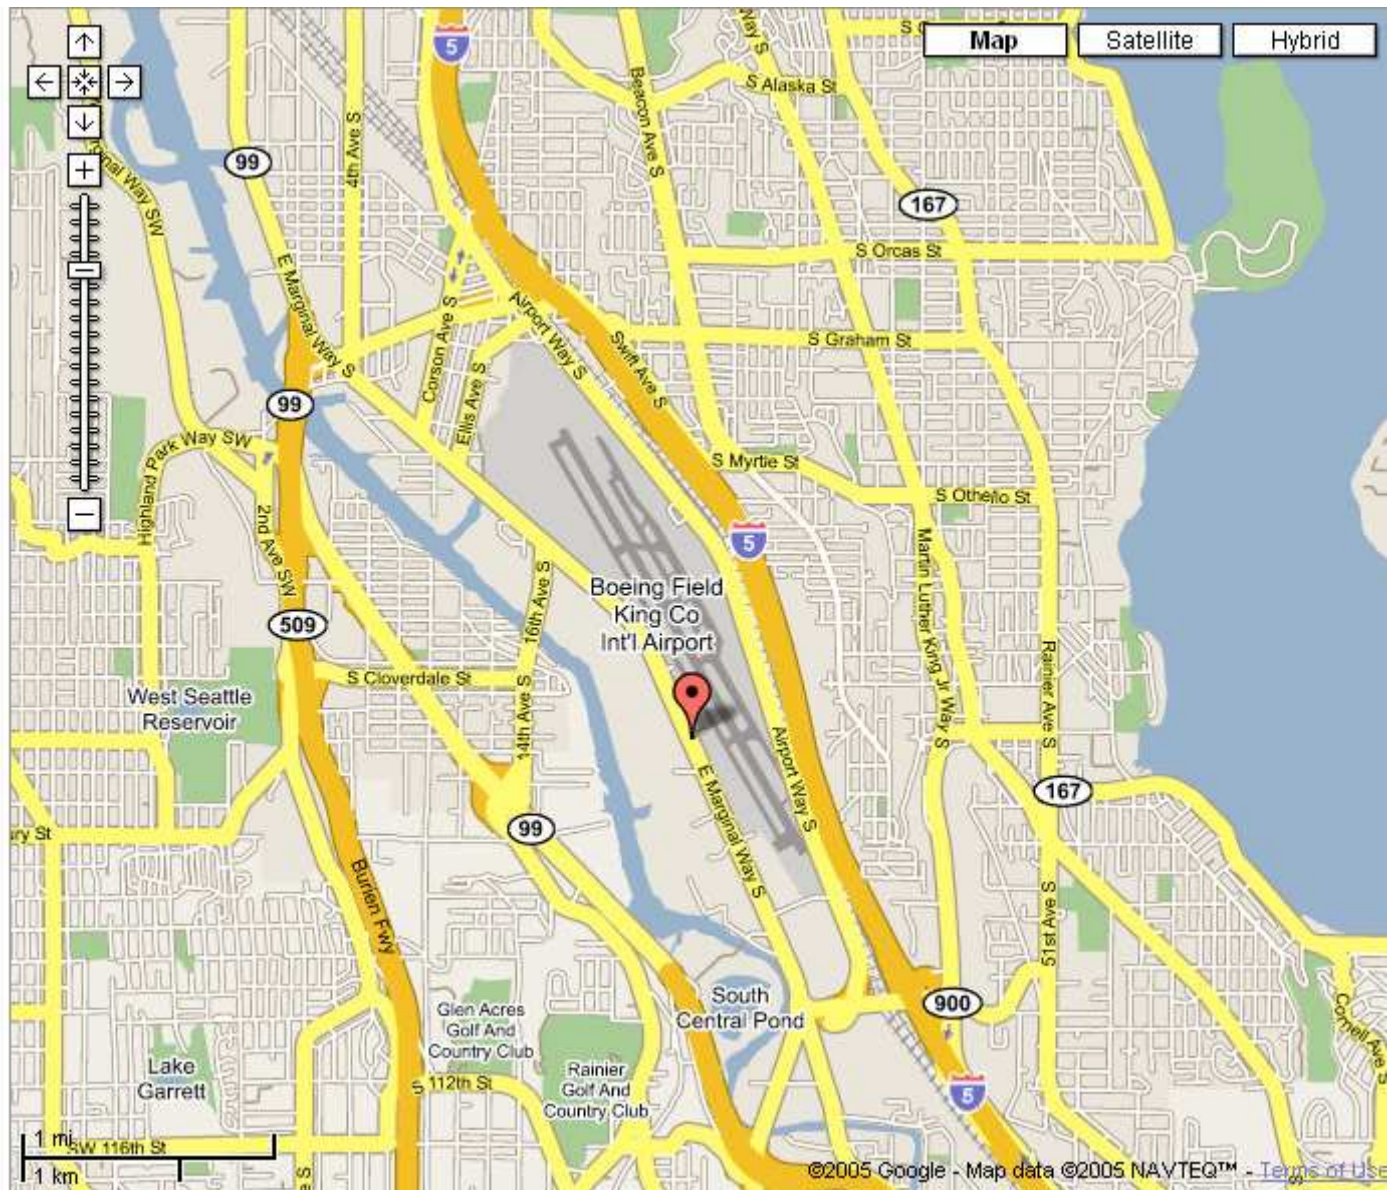 Map
Satellite
Hybrid
5
S Alaska St
Beacon Ave S
4th Ave S
99
167
S Orcas St
E Marginal Way S
Airport Way S
Corson Ave S
Ellis Ave S
Swift Ave S
S Graham St
99
Highland Park Way SW
2nd Ave SW
S Myrtle St
S Othello St
5
Martin Luther King Jr Way S
Rainier Ave S
16th Ave S
Boeing Field
King Co
Int'l Airport
509
S Cloverdale St
14th Ave S
West Seattle
Reservoir
E Marginal Way S
Airport Way S
167
99
ury St
Burien Fwy
51st Ave S
900
South
Central Pond
Glen Acres
Golf And
Country Club
Cornell Ave S
Lake
Garrett
Rainier
Golf And
Country Club
S 112th St
5
1 mi
SW 116th St
1 km
©2005 Google - Map data ©2005 NAVTEQ™ - Terms of Use